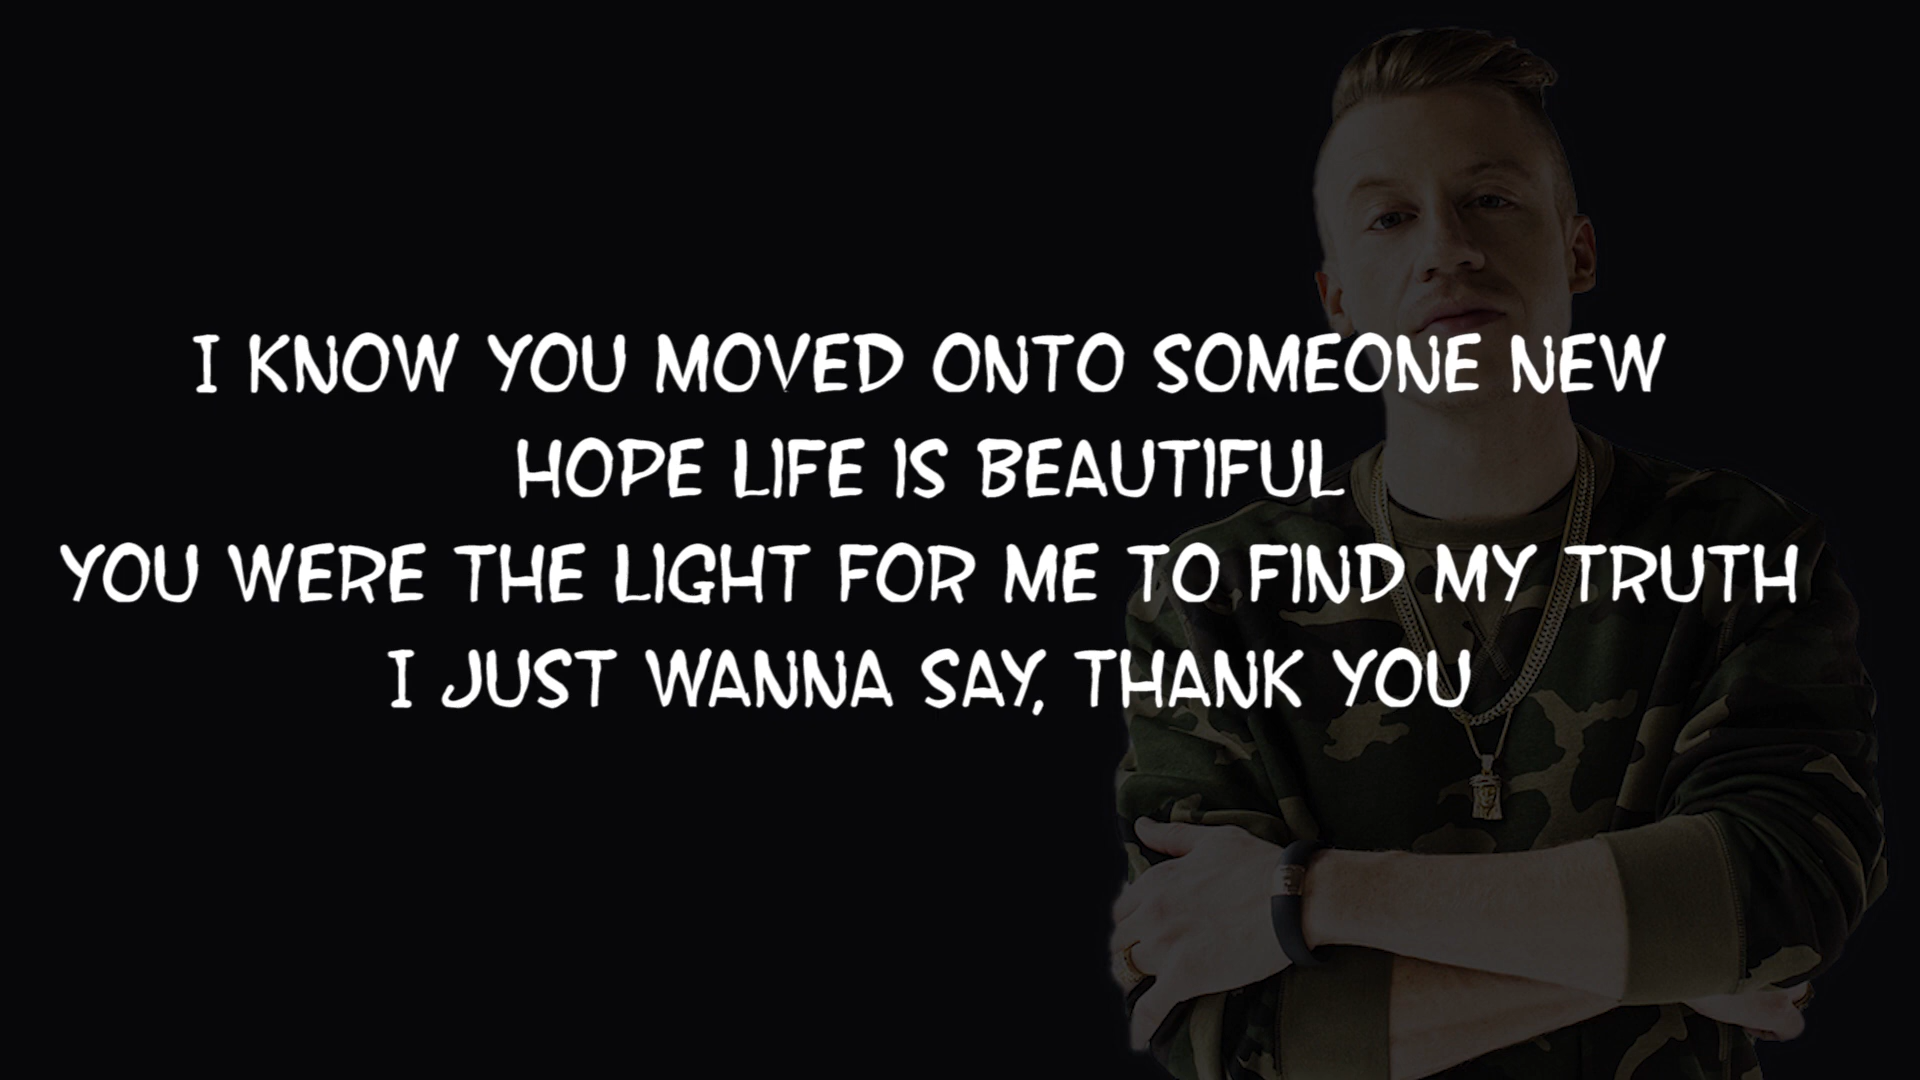 I KNOW YOU MOVED ONTO SOMEONE NEW
HOPE LIFE IS BEAUTIFUL
YOU WERE THE LIGHT FOR ME TO FIND MY TRUTH
I JUST WANNA SAY, THANK YOU